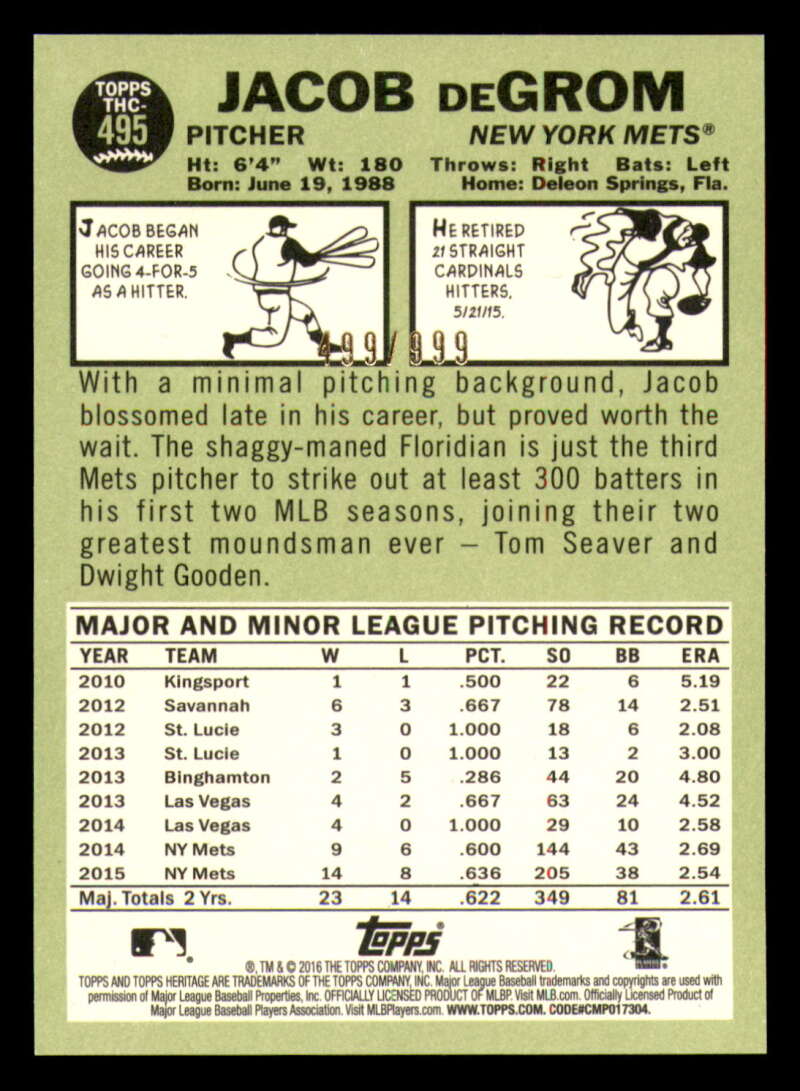 TOPPS
THC-
495
JACOB DEGROM
PITCHER NEW YORK METS®
Ht: 6'4" Wt: 180 Throws: Right Bats: Left
Born: June 19, 1988 Home: Deleon Springs, Fla.
JACOB BEGAN
HIS CAREER
GOING 4-FOR-5
AS A HITTER.
HE RETIRED
21 STRAIGHT
CARDINALS
HITTERS,
5/21/15.
499/999
With a minimal pitching background, Jacob
blossomed late in his career, but proved worth the
wait. The shaggy-maned Floridian is just the third
Mets pitcher to strike out at least 300 batters in
his first two MLB seasons, joining their two
greatest moundsman ever – Tom Seaver and
Dwight Gooden.
MAJOR AND MINOR LEAGUE PITCHING RECORD
YEAR TEAM W L PCT. SO BB ERA
2010 Kingsport 1 1 .500 22 6 5.19
2012 Savannah 6 3 .667 78 14 2.51
2012 St. Lucie 3 0 1.000 18 6 2.08
2013 St. Lucie 1 0 1.000 13 2 3.00
2013 Binghamton 2 5 .286 44 20 4.80
2013 Las Vegas 4 2 .667 63 24 4.52
2014 Las Vegas 4 0 1.000 29 10 2.58
2014 NY Mets 9 6 .600 144 43 2.69
2015 NY Mets 14 8 .636 205 38 2.54
Maj. Totals 2 Yrs. 23 14 .622 349 81 2.61
TOPPS®
®, TM & © 2016 THE TOPPS COMPANY, INC. ALL RIGHTS RESERVED.
TOPPS AND TOPPS HERITAGE ARE TRADEMARKS OF THE TOPPS COMPANY, INC. Major League Baseball trademarks and copyrights are used with
permission of Major League Baseball Properties, Inc. OFFICIALLY LICENSED PRODUCT OF MLBP. Visit MLB.com. Officially Licensed Product of
Major League Baseball Players Association. Visit MLBPlayers.com. WWW.TOPPS.COM. CODE#CMP017304.